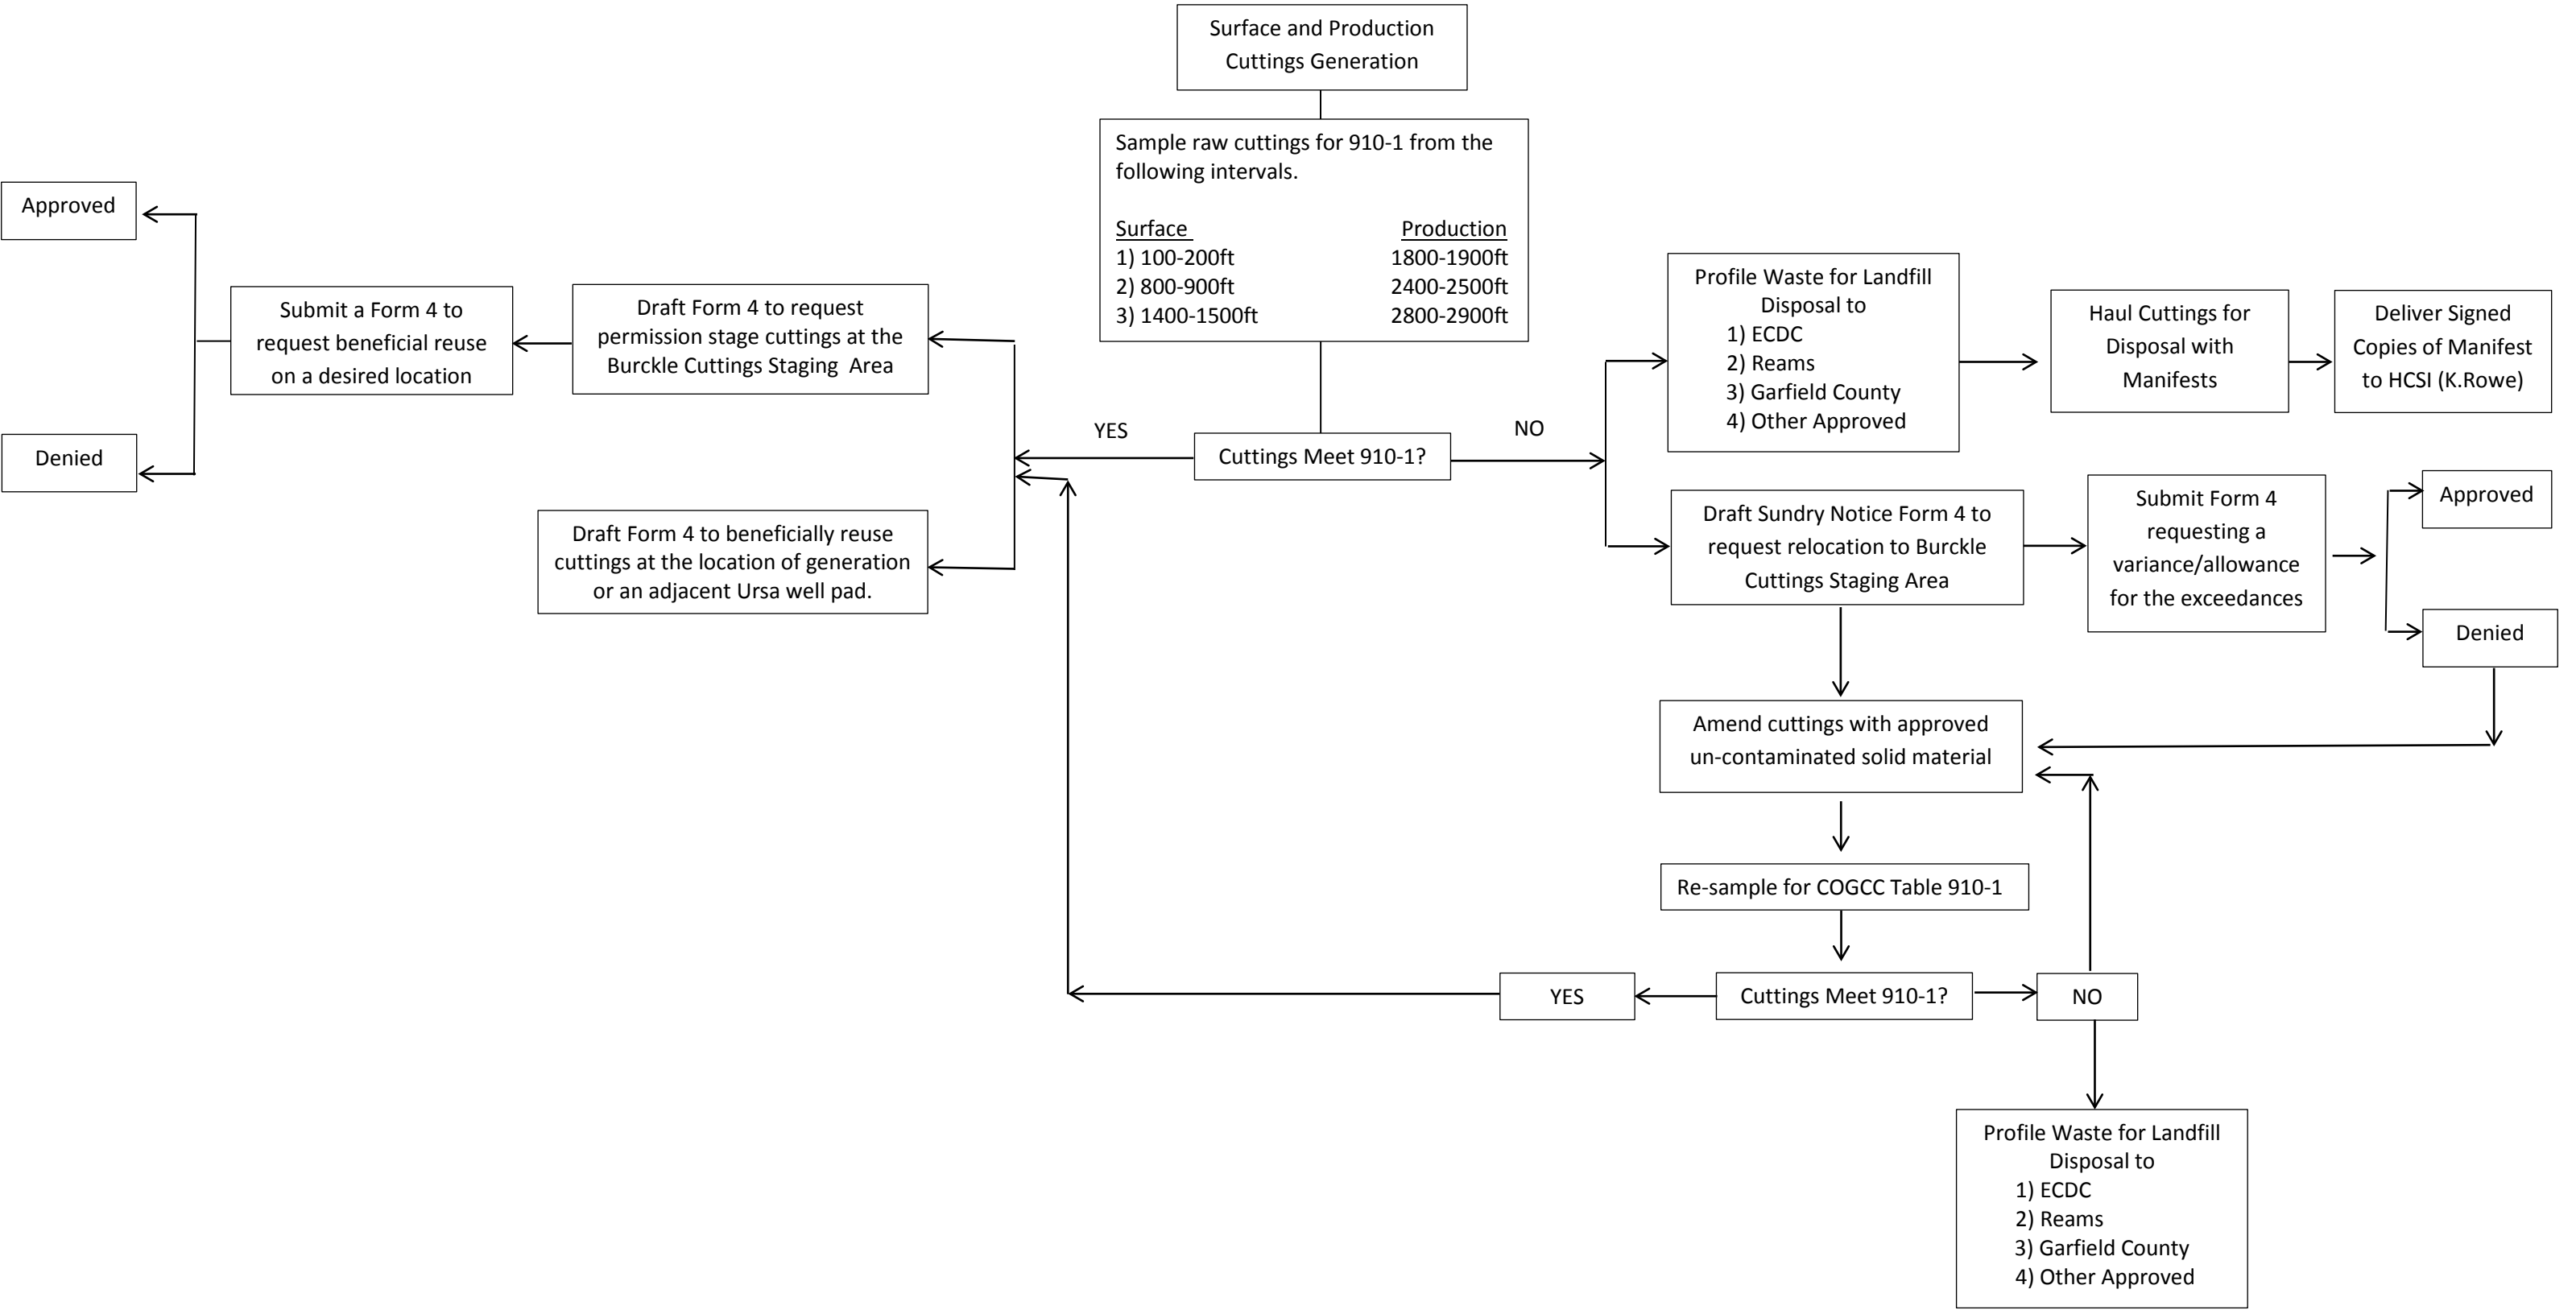 Surface and Production
Cuttings Generation
Sample raw cuttings for 910-1 from the
following intervals.
Surface Production
1) 100-200ft 1800-1900ft
2) 800-900ft 2400-2500ft
3) 1400-1500ft 2800-2900ft
Cuttings Meet 910-1?
YES
NO
Draft Form 4 to request
permission stage cuttings at the
Burckle Cuttings Staging Area
Submit a Form 4 to
request beneficial reuse
on a desired location
Approved
Denied
Draft Form 4 to beneficially reuse
cuttings at the location of generation
or an adjacent Ursa well pad.
Profile Waste for Landfill
Disposal to
1) ECDC
2) Reams
3) Garfield County
4) Other Approved
Haul Cuttings for
Disposal with
Manifests
Deliver Signed
Copies of Manifest
to HCSI (K.Rowe)
Draft Sundry Notice Form 4 to
request relocation to Burckle
Cuttings Staging Area
Submit Form 4
requesting a
variance/allowance
for the exceedances
Approved
Denied
Amend cuttings with approved
un-contaminated solid material
Re-sample for COGCC Table 910-1
Cuttings Meet 910-1?
YES
NO
Profile Waste for Landfill
Disposal to
1) ECDC
2) Reams
3) Garfield County
4) Other Approved